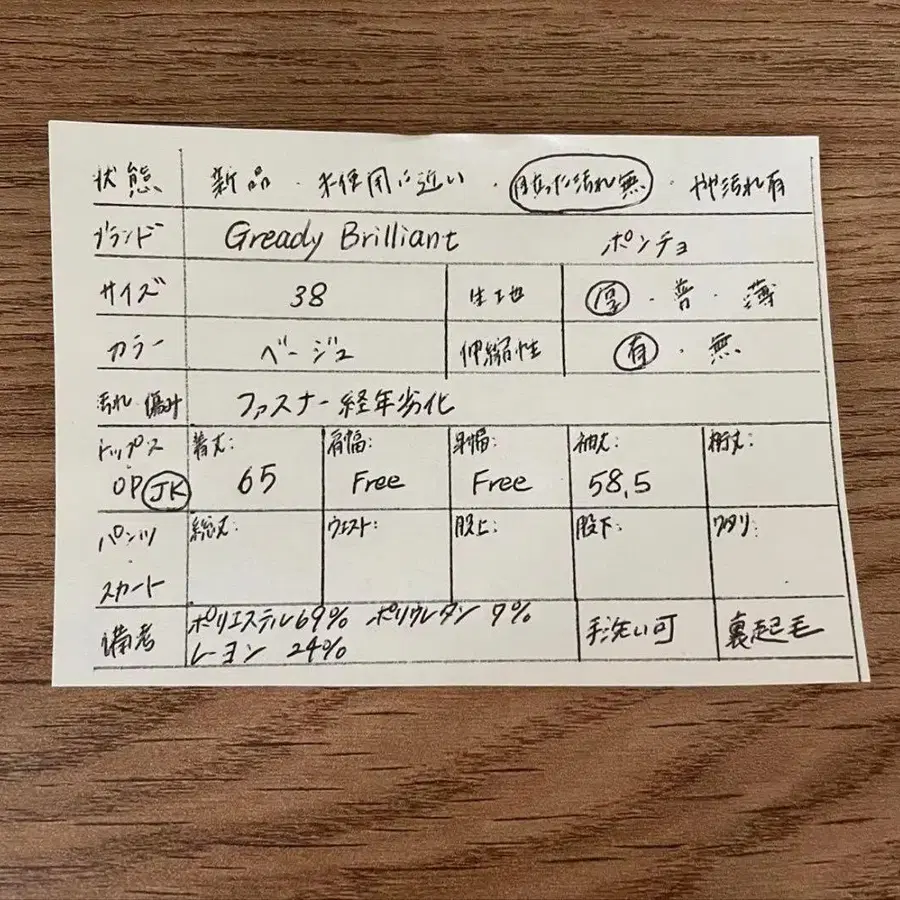 状態 新品・未使用に近い・目立った汚れ無・やや汚れ有
ブランド Gready Brilliant ポンチョ
サイズ 38 生地 厚・普・薄
カラー ベージュ 伸縮性 有・無
汚れ・傷み ファスナー経年劣化
トップス 着丈: 肩幅: 身幅: 袖丈: 裄丈:
OP JK 65 Free Free 58,5
パンツ 総丈: ウェスト: 股上: 股下: ワタリ:
・
スカート
備考 ポリエステル69% ポリウレタン 7% 手洗い可 裏起毛
レーヨン 24%